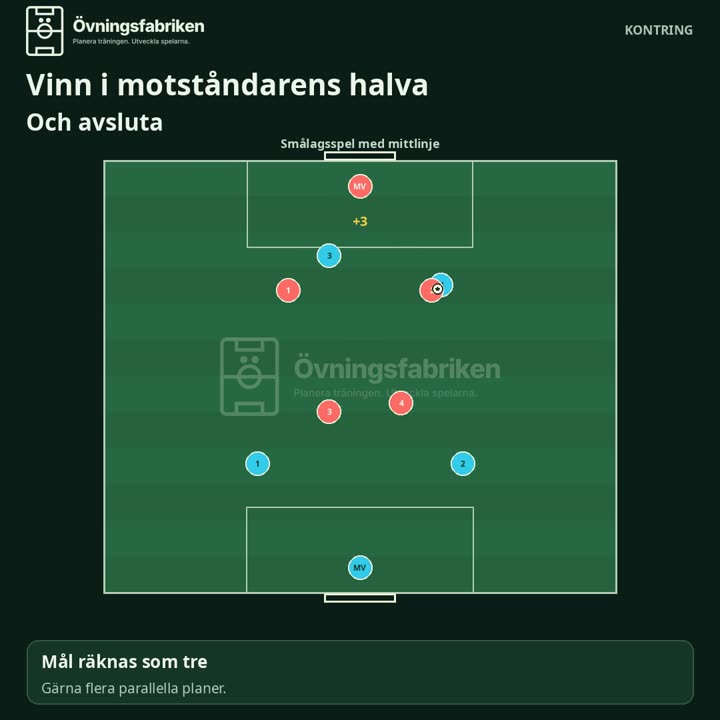 Övningsfabriken
Planera träningen. Utveckla spelarna.
KONTRING
Vinn i motståndarens halva
Och avsluta
Smålagsspel med mittlinje
MV
+3
3
1
Övningsfabriken
Planera träningen. Utveckla spelarna.
3
4
1
2
MV
Mål räknas som tre
Gärna flera parallella planer.